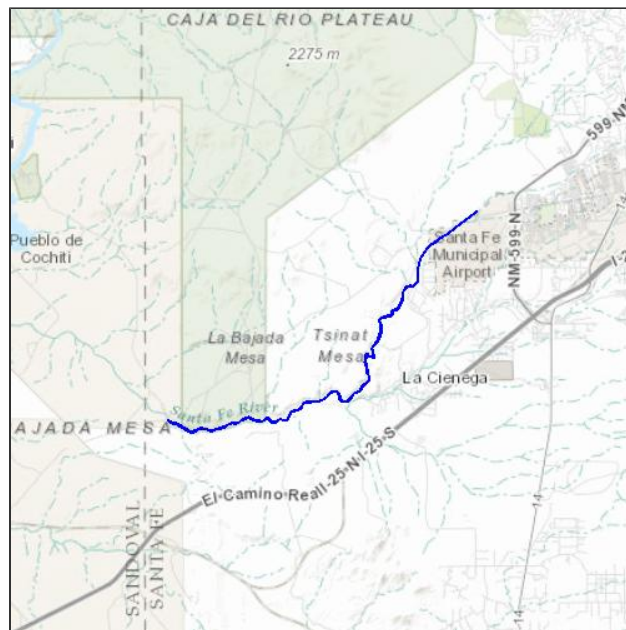 CAJA DEL RIO PLATEAU
2275 m
599-NM
14
Pueblo de
Cochiti
Santa Fe
Municipal
Airport
NM-599-N
La Bajada
Mesa
Tsinat
Mesa
La Cienega
Santa Fe River
AJADA MESA
El Camino Real
I-25-N
I-25-S
14
SANDOVAL
SANTA FE
14